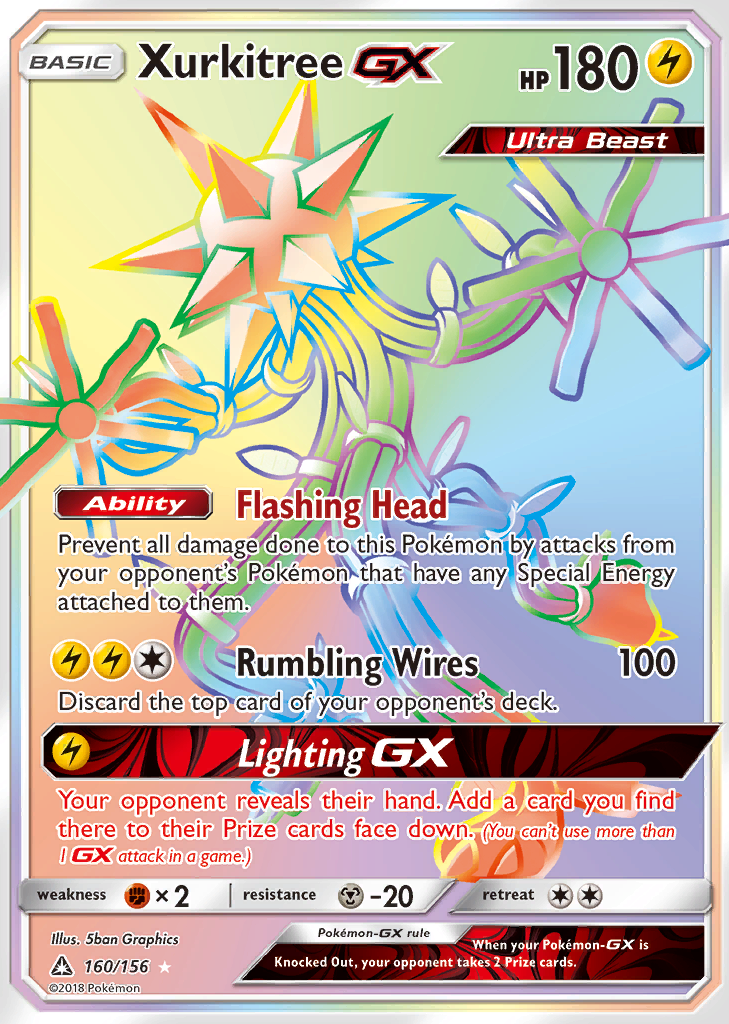 BASIC Xurkitree GX HP 180
Ultra Beast
Ability Flashing Head
Prevent all damage done to this Pokémon by attacks from
your opponent's Pokémon that have any Special Energy
attached to them.
Rumbling Wires 100
Discard the top card of your opponent's deck.
Lighting GX
Your opponent reveals their hand. Add a card you find
there to their Prize cards face down. (You can't use more than
1 GX attack in a game.)
weakness × 2 resistance -20 retreat
Illus. 5ban Graphics
Pokémon-GX rule
When your Pokémon-GX is
Knocked Out, your opponent takes 2 Prize cards.
160/156
©2018 Pokémon